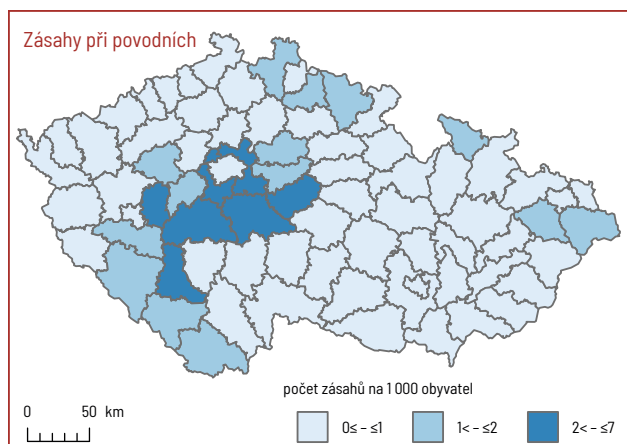 Zásahy při povodních
počet zásahů na 1 000 obyvatel
0 50 km
0≤ – ≤1 1< – ≤2 2< – ≤7